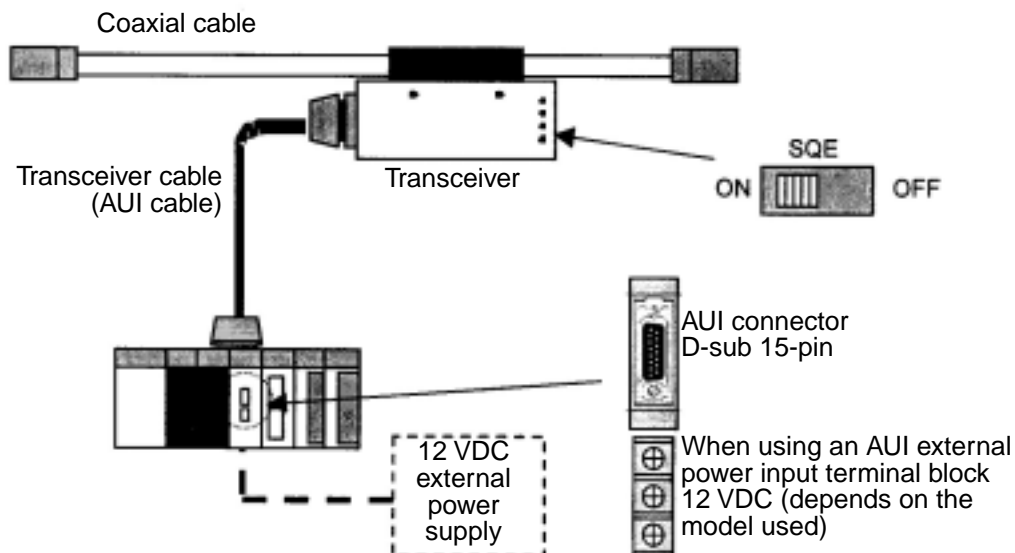 Coaxial cable
Transceiver cable
(AUI cable)
Transceiver
SQE
ON
OFF
AUI connector
D-sub 15-pin
12 VDC
external
power
supply
When using an AUI external
power input terminal block
12 VDC (depends on the
model used)